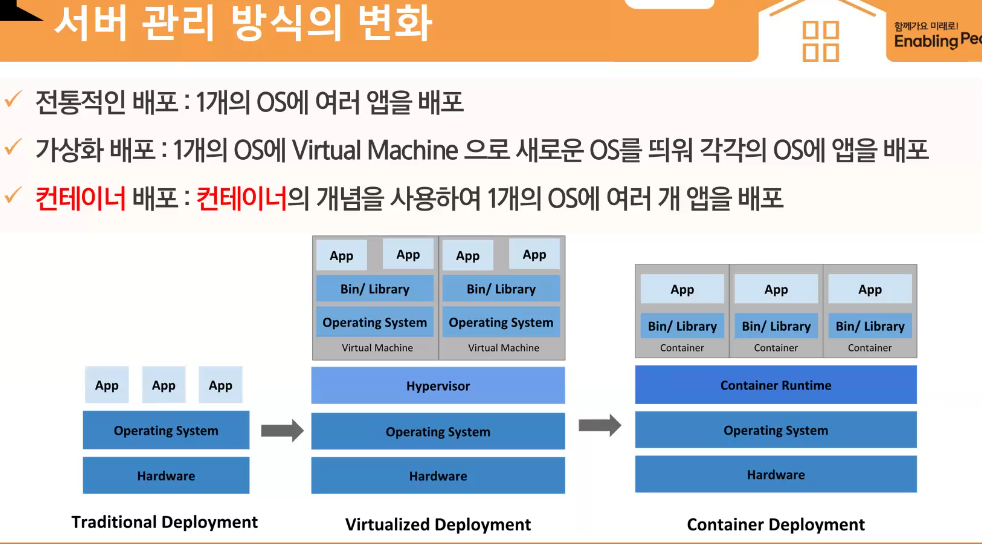 서버 관리 방식의 변화
함께가요 미래로!
Enabling
전통적인 배포 : 1개의 OS에 여러 앱을 배포
가상화 배포 : 1개의 OS에 Virtual Machine 으로 새로운 OS를 띄워 각각의 OS에 앱을 배포
컨테이너 배포 : 컨테이너의 개념을 사용하여 1개의 OS에 여러 개 앱을 배포
App App App
Operating System
Hardware
Traditional Deployment
App App App App
Bin/ Library Bin/ Library
Operating System Operating System
Virtual Machine Virtual Machine
Hypervisor
Operating System
Hardware
Virtualized Deployment
App App App
Bin/ Library Bin/ Library Bin/ Library
Container Container Container
Container Runtime
Operating System
Hardware
Container Deployment